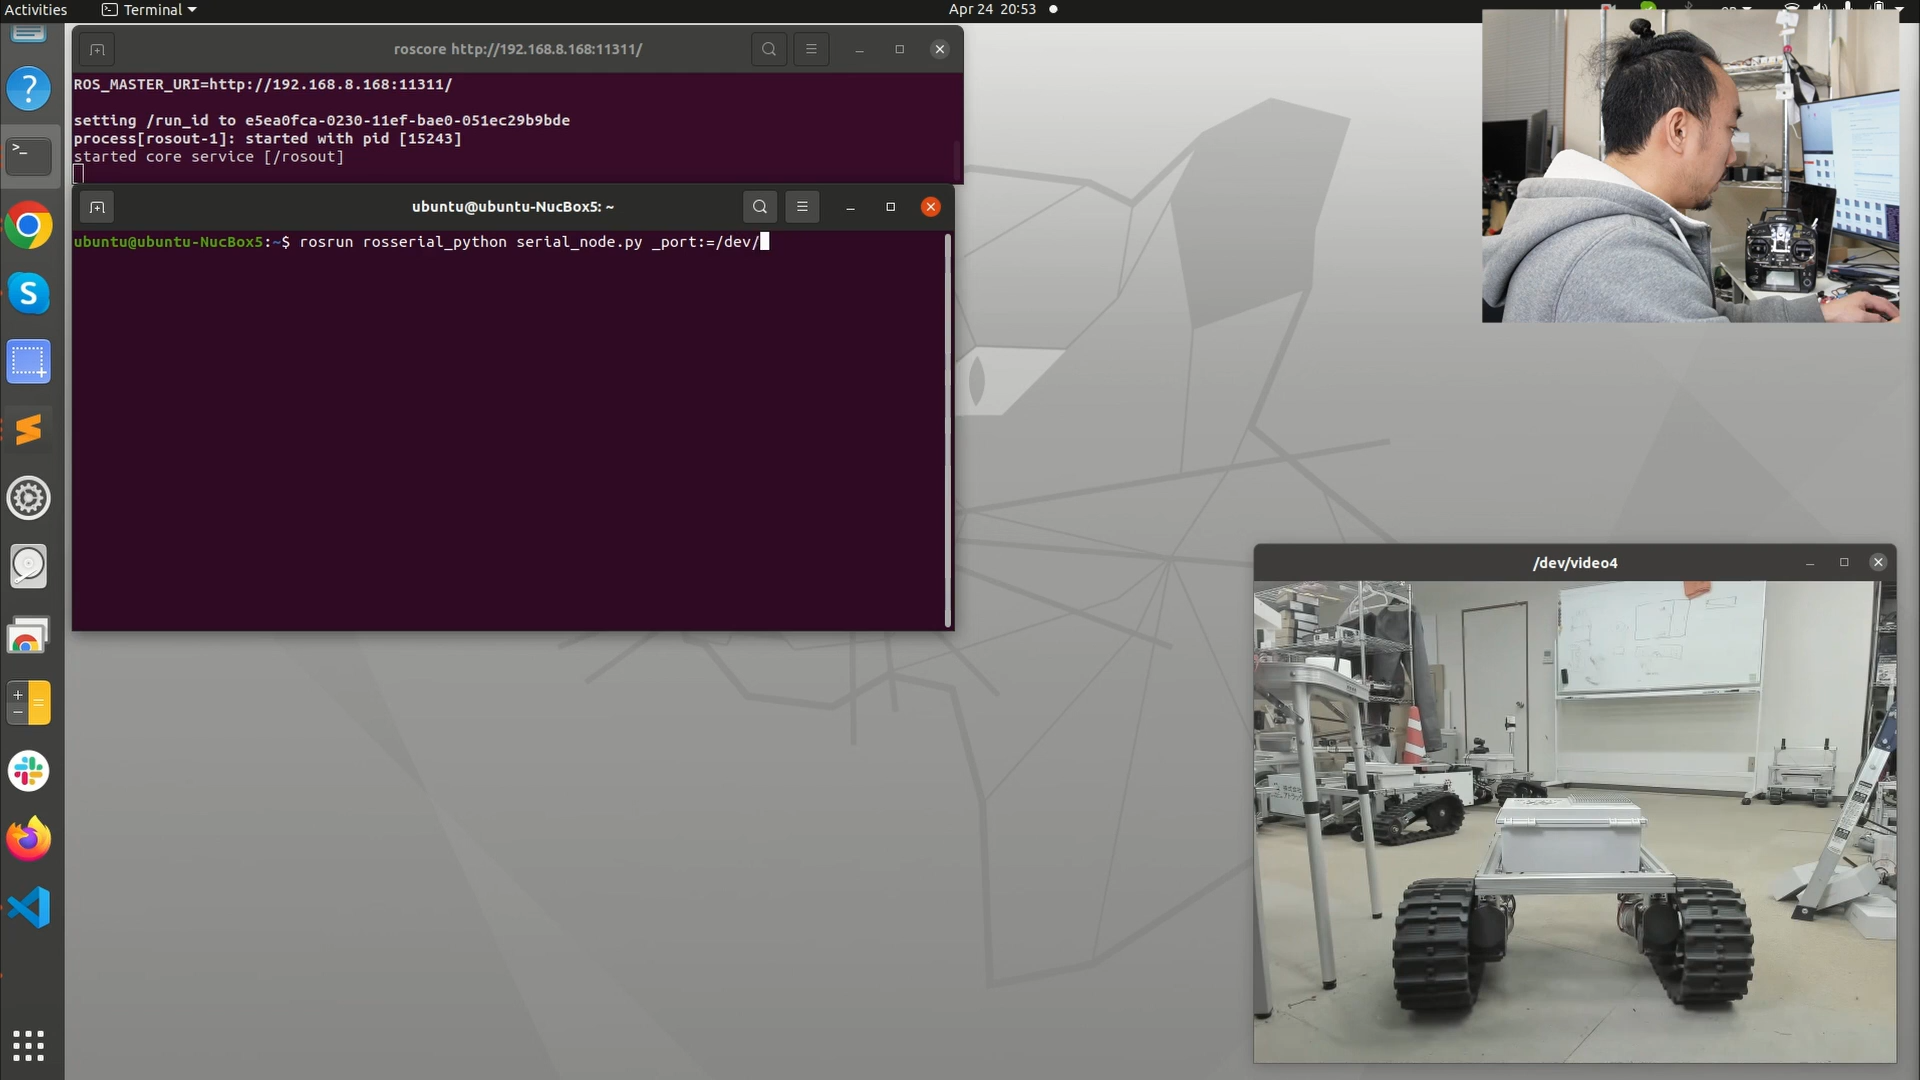 Activities
Terminal
Apr 24 20:53
roscore http://192.168.8.168:11311/
ROS_MASTER_URI=http://192.168.8.168:11311/
setting /run_id to e5ea0fca-0230-11ef-bae0-051ec29b9bde
process[rosout-1]: started with pid [15243]
started core service [/rosout]
ubuntu@ubuntu-NucBox5: ~
ubuntu@ubuntu-NucBox5:~$ rosrun rosserial_python serial_node.py _port:=/dev/
/dev/video4